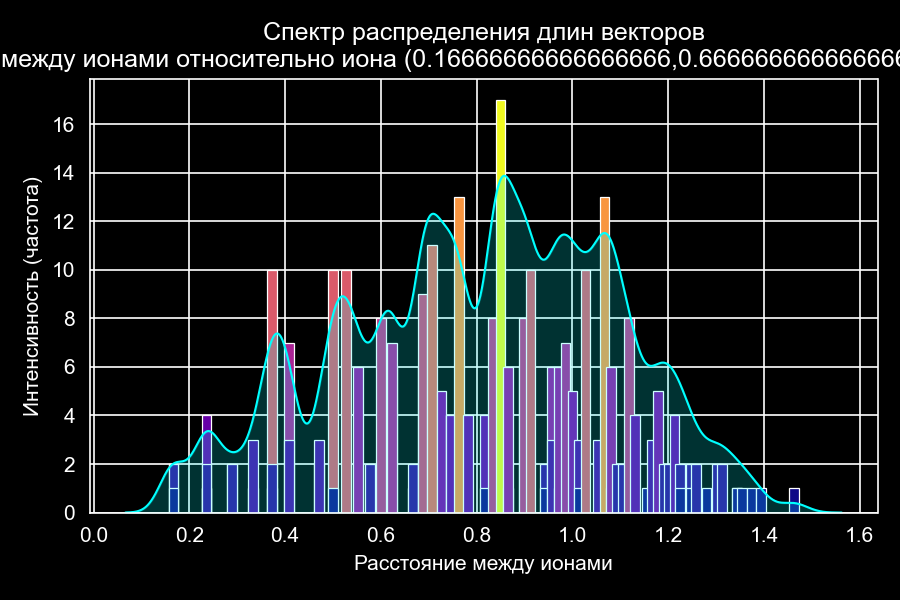 Спектр распределения длин векторов
между ионами относительно иона (0.16666666666666666,0.6666666666666666
Интенсивность (частота)
16
14
12
10
8
6
4
2
0
0.0 0.2 0.4 0.6 0.8 1.0 1.2 1.4 1.6
Расстояние между ионами